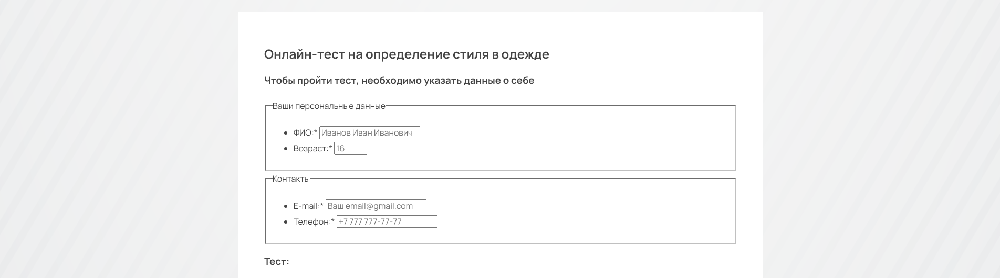 Онлайн-тест на определение стиля в одежде
Чтобы пройти тест, необходимо указать данные о себе
Ваши персональные данные
ФИО:* Иванов Иван Иванович
Возраст:* 16
Контакты
E-mail:* Ваш email@gmail.com
Телефон:* +7 777 777-77-77
Тест: